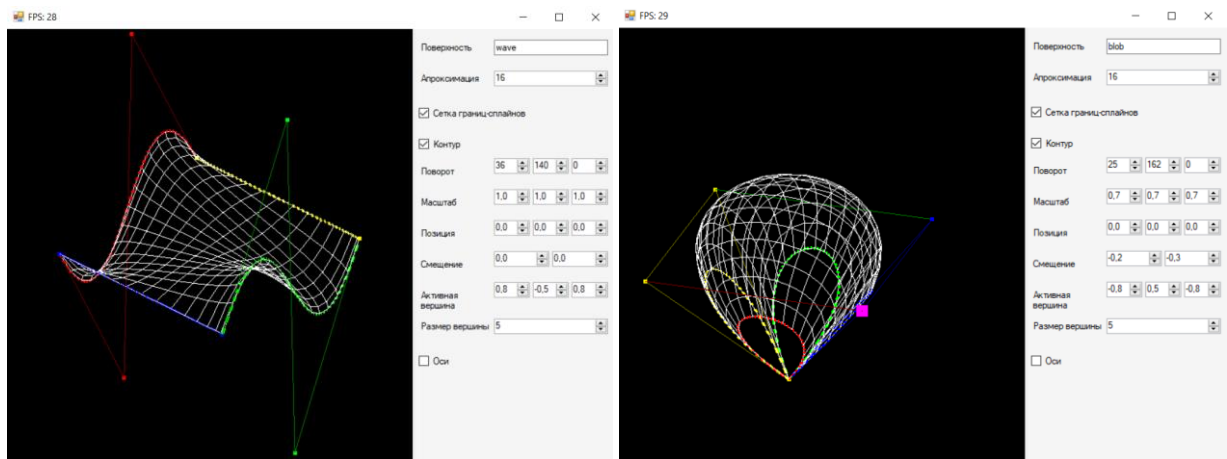 FPS: 28
Поверхность wave
Апроксимация 16
Сетка границ-сплайнов
Контур
Поворот 36 140 0
Масштаб 1,0 1,0 1,0
Позиция 0,0 0,0 0,0
Смещение 0,0 0,0
Активная вершина 0,8 -0,5 0,8
Размер вершины 5
Оси
FPS: 29
Поверхность blob
Апроксимация 16
Сетка границ-сплайнов
Контур
Поворот 25 162 0
Масштаб 0,7 0,7 0,7
Позиция 0,0 0,0 0,0
Смещение -0,2 -0,3
Активная вершина -0,8 0,5 -0,8
Размер вершины 5
Оси